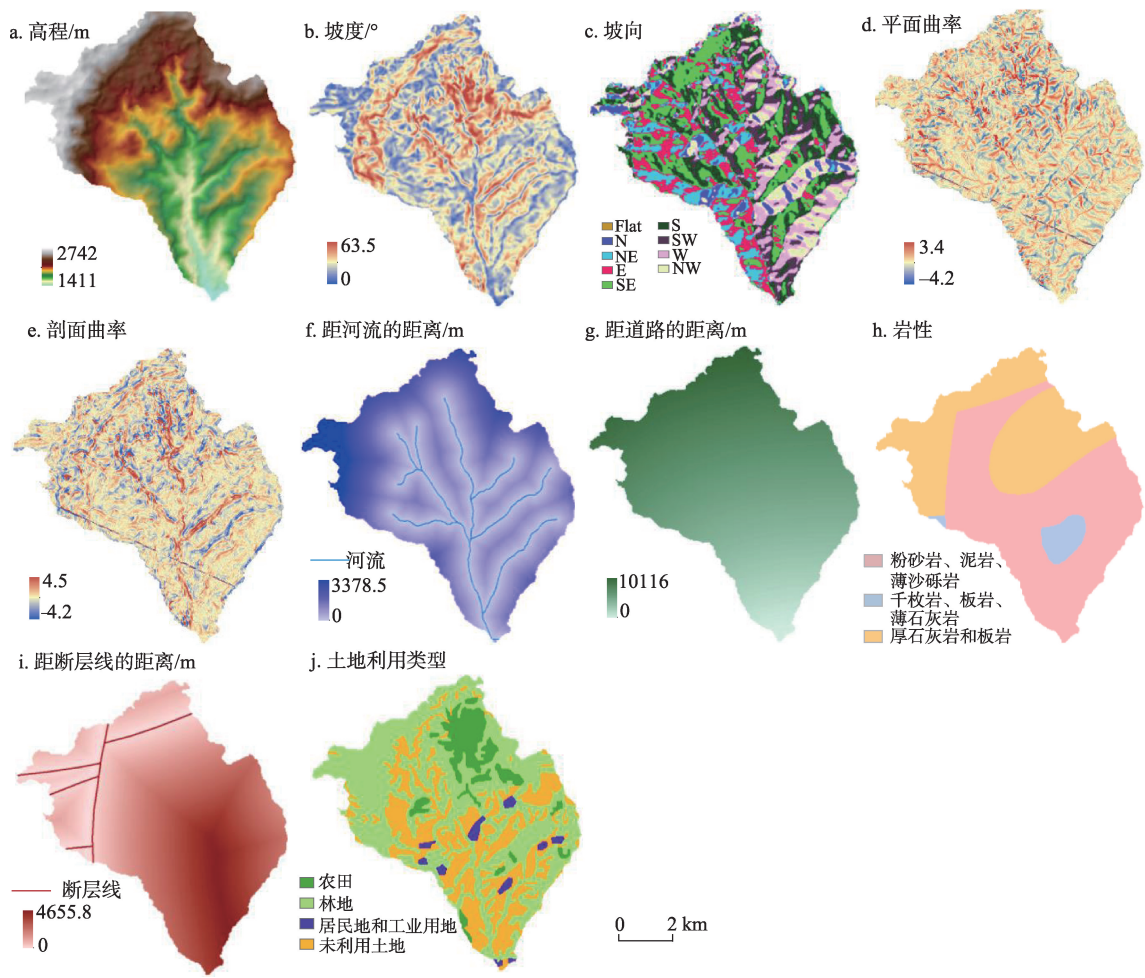 a. 高程/m
2742
1411
b. 坡度/°
63.5
0
c. 坡向
Flat
N
NE
E
SE
S
SW
W
NW
d. 平面曲率
3.4
−4.2
e. 剖面曲率
4.5
−4.2
f. 距河流的距离/m
河流
3378.5
0
g. 距道路的距离/m
10116
0
h. 岩性
粉砂岩、泥岩、
薄沙砾岩
千枚岩、板岩、
薄石灰岩
厚石灰岩和板岩
i. 距断层线的距离/m
断层线
4655.8
0
j. 土地利用类型
农田
林地
居民地和工业用地
未利用土地
0 2 km